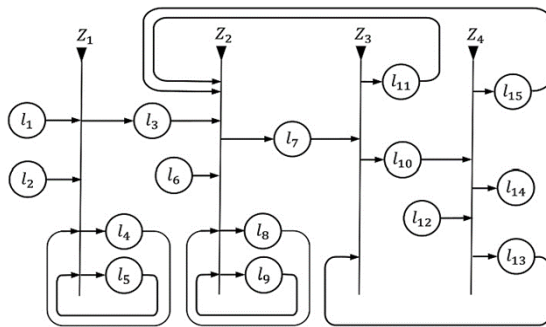 Z₁ Z₂ Z₃ Z₄
l₁₁ l₁₅
l₁ l₃
l₇
l₁₀
l₂ l₆ l₁₄
l₁₂
l₄ l₈
l₁₃
l₅ l₉